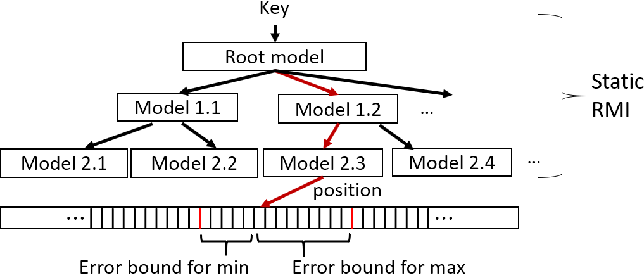 Key
Root model
Static
RMI
Model 1.1
Model 1.2
...
Model 2.1
Model 2.2
Model 2.3
Model 2.4
...
position
...
...
Error bound for min
Error bound for max